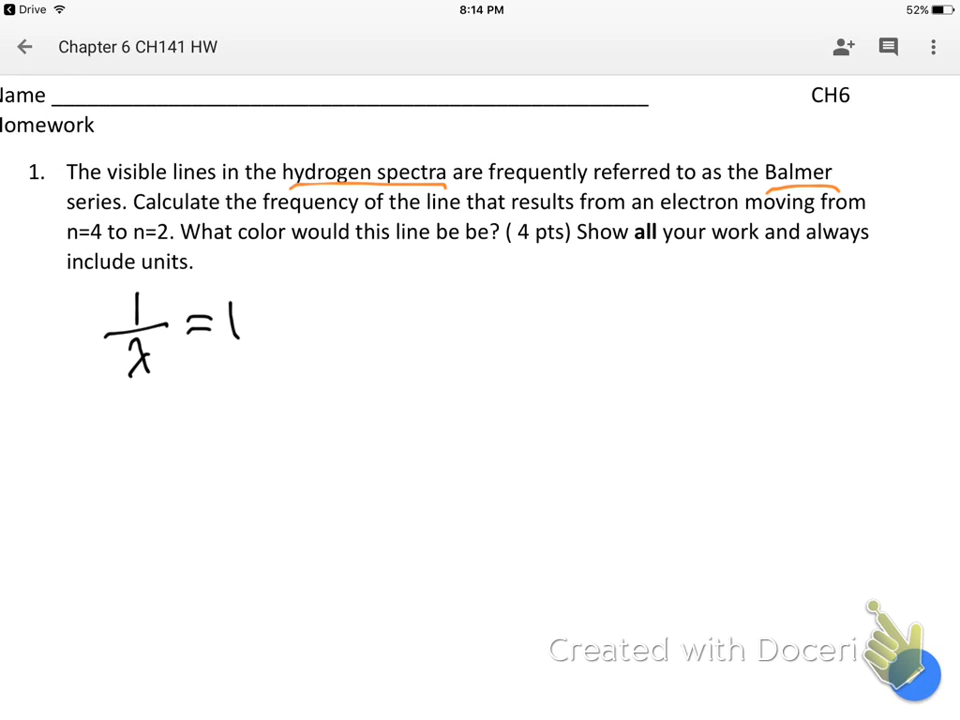 Drive 8:14 PM 52%
Chapter 6 CH141 HW
Name ______________________________________________________ CH6
Homework
1. The visible lines in the hydrogen spectra are frequently referred to as the Balmer
series. Calculate the frequency of the line that results from an electron moving from
n=4 to n=2. What color would this line be be? ( 4 pts) Show all your work and always
include units.
1/λ = 1
Created with Doceri